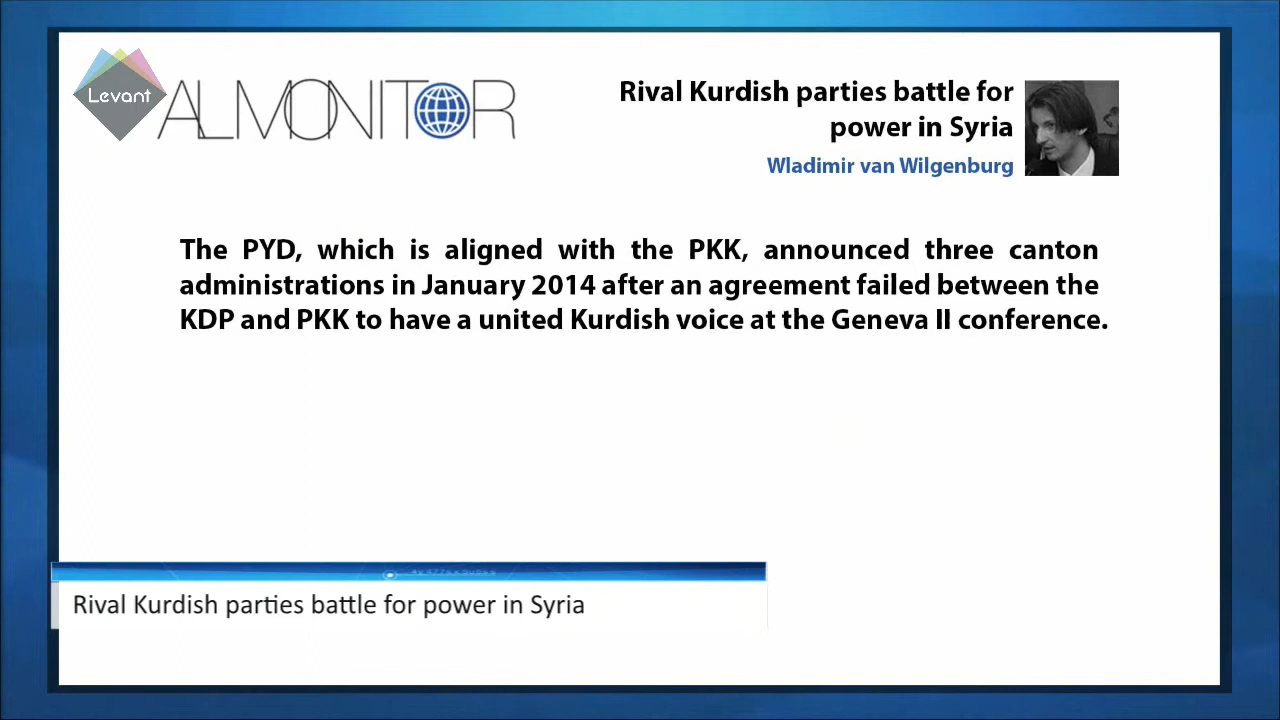 Levant
ALMONITOR
Rival Kurdish parties battle for
power in Syria
Wladimir van Wilgenburg
The PYD, which is aligned with the PKK, announced three canton
administrations in January 2014 after an agreement failed between the
KDP and PKK to have a united Kurdish voice at the Geneva II conference.
Rival Kurdish parties battle for power in Syria